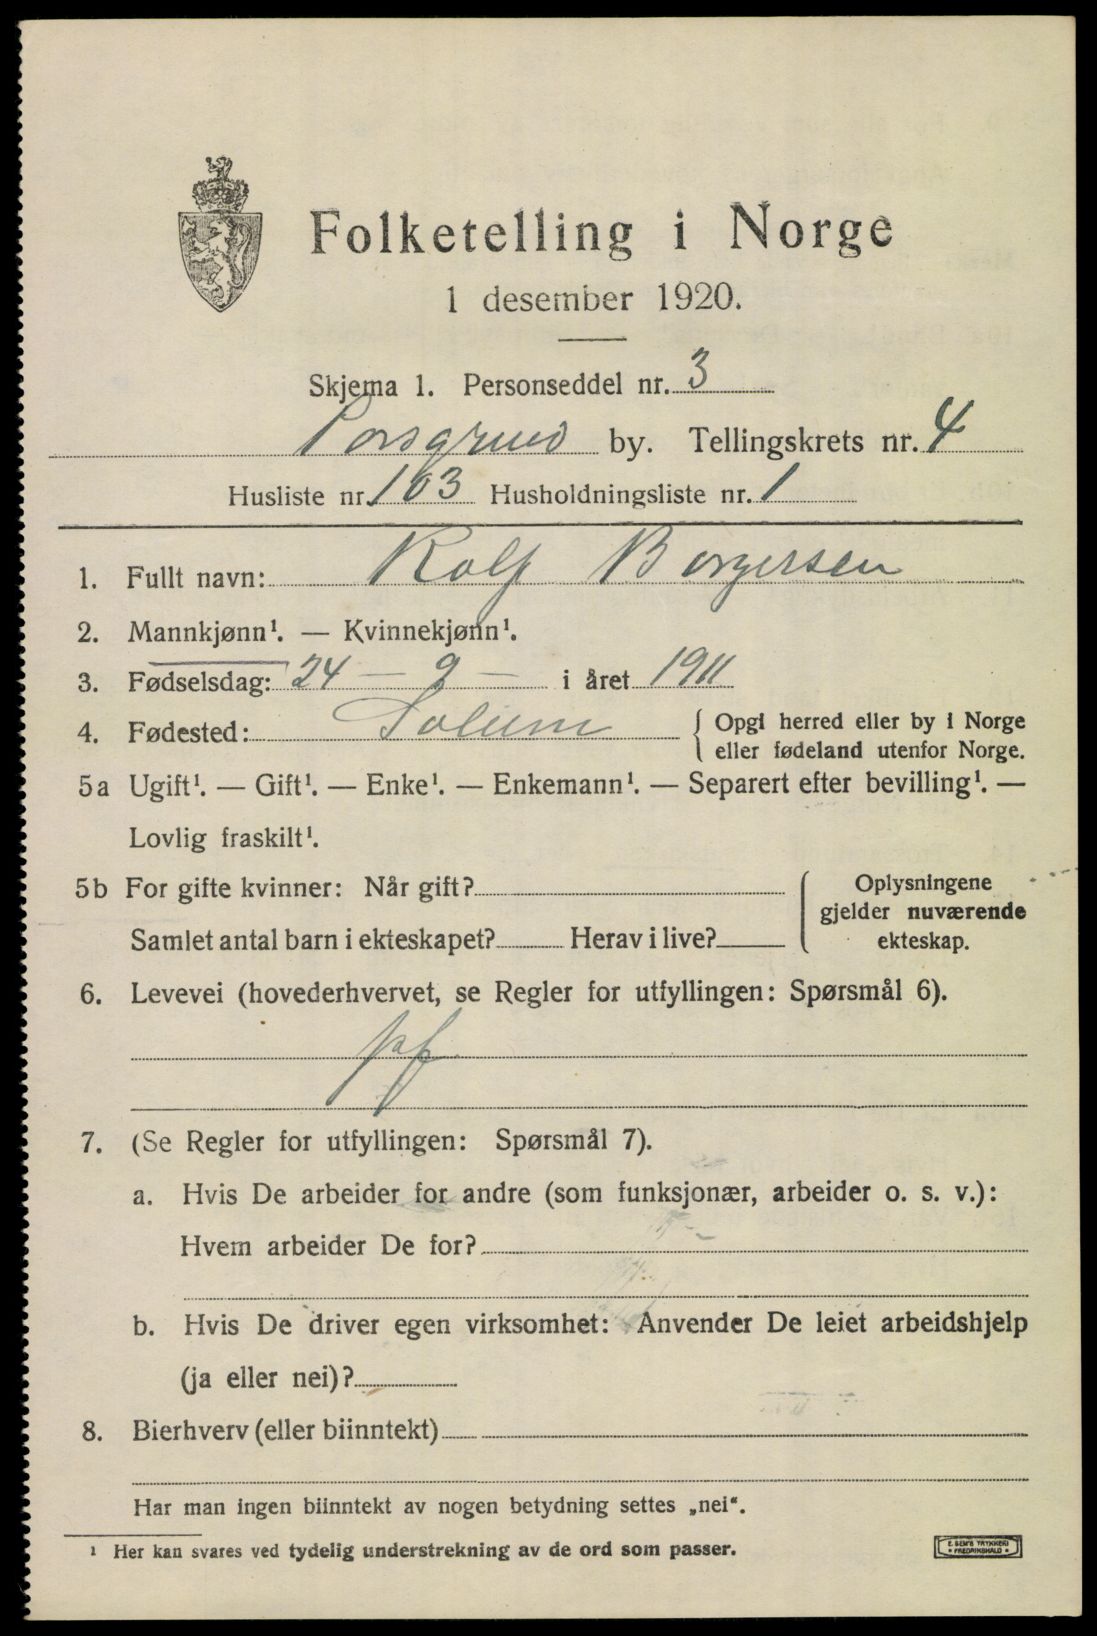 Folketelling i Norge
1 desember 1920.
Skjema 1. Personseddel nr. 3
Porsgrund by. Tellingskrets nr. 4
Husliste nr. 103 Husholdningsliste nr. 1
1. Fullt navn: Rolf Borgersen
2. Mannkjønn¹. — Kvinnekjønn¹.
3. Fødselsdag: 24 – 9 – i året 1911
4. Fødested: Solum { Opgi herred eller by i Norge
eller fødeland utenfor Norge.
5a Ugift¹. — Gift¹. — Enke¹. — Enkemann¹. — Separert efter bevilling¹. —
Lovlig fraskilt¹.
5b For gifte kvinner: Når gift? { Oplysningene
gjelder nuværende
Samlet antal barn i ekteskapet? Herav i live? ekteskap.
6. Levevei (hovederhvervet, se Regler for utfyllingen: Spørsmål 6).
pf
7. (Se Regler for utfyllingen: Spørsmål 7).
a. Hvis De arbeider for andre (som funksjonær, arbeider o. s. v.):
Hvem arbeider De for?
b. Hvis De driver egen virksomhet: Anvender De leiet arbeidshjelp
(ja eller nei)?
8. Bierhverv (eller biinntekt)
Har man ingen biinntekt av nogen betydning settes „nei“.
¹ Her kan svares ved tydelig understrekning av de ord som passer.
E. SEM'S TRYKKERI
* FREDRIKSHALD *